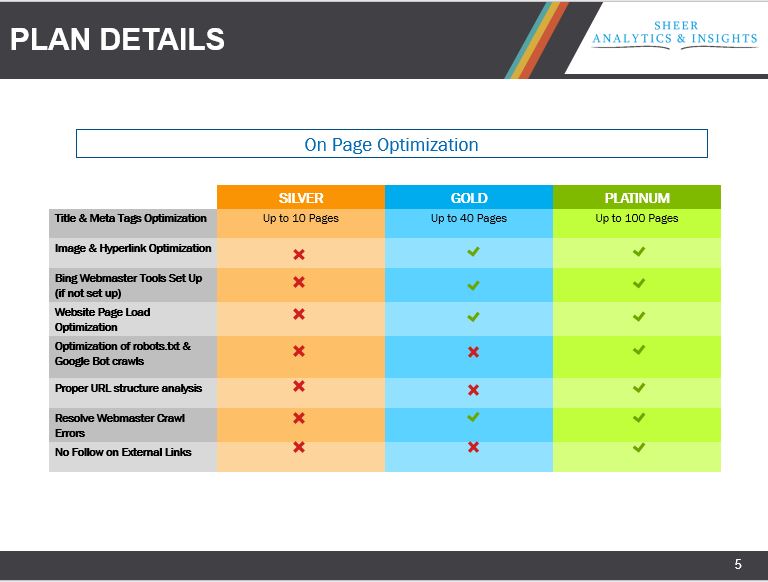 PLAN DETAILS
SHEER
ANALYTICS & INSIGHTS
On Page Optimization
SILVER GOLD PLATINUM
Title & Meta Tags Optimization Up to 10 Pages Up to 40 Pages Up to 100 Pages
Image & Hyperlink Optimization
Bing Webmaster Tools Set Up
(if not set up)
Website Page Load
Optimization
Optimization of robots.txt &
Google Bot crawls
Proper URL structure analysis
Resolve Webmaster Crawl
Errors
No Follow on External Links
5